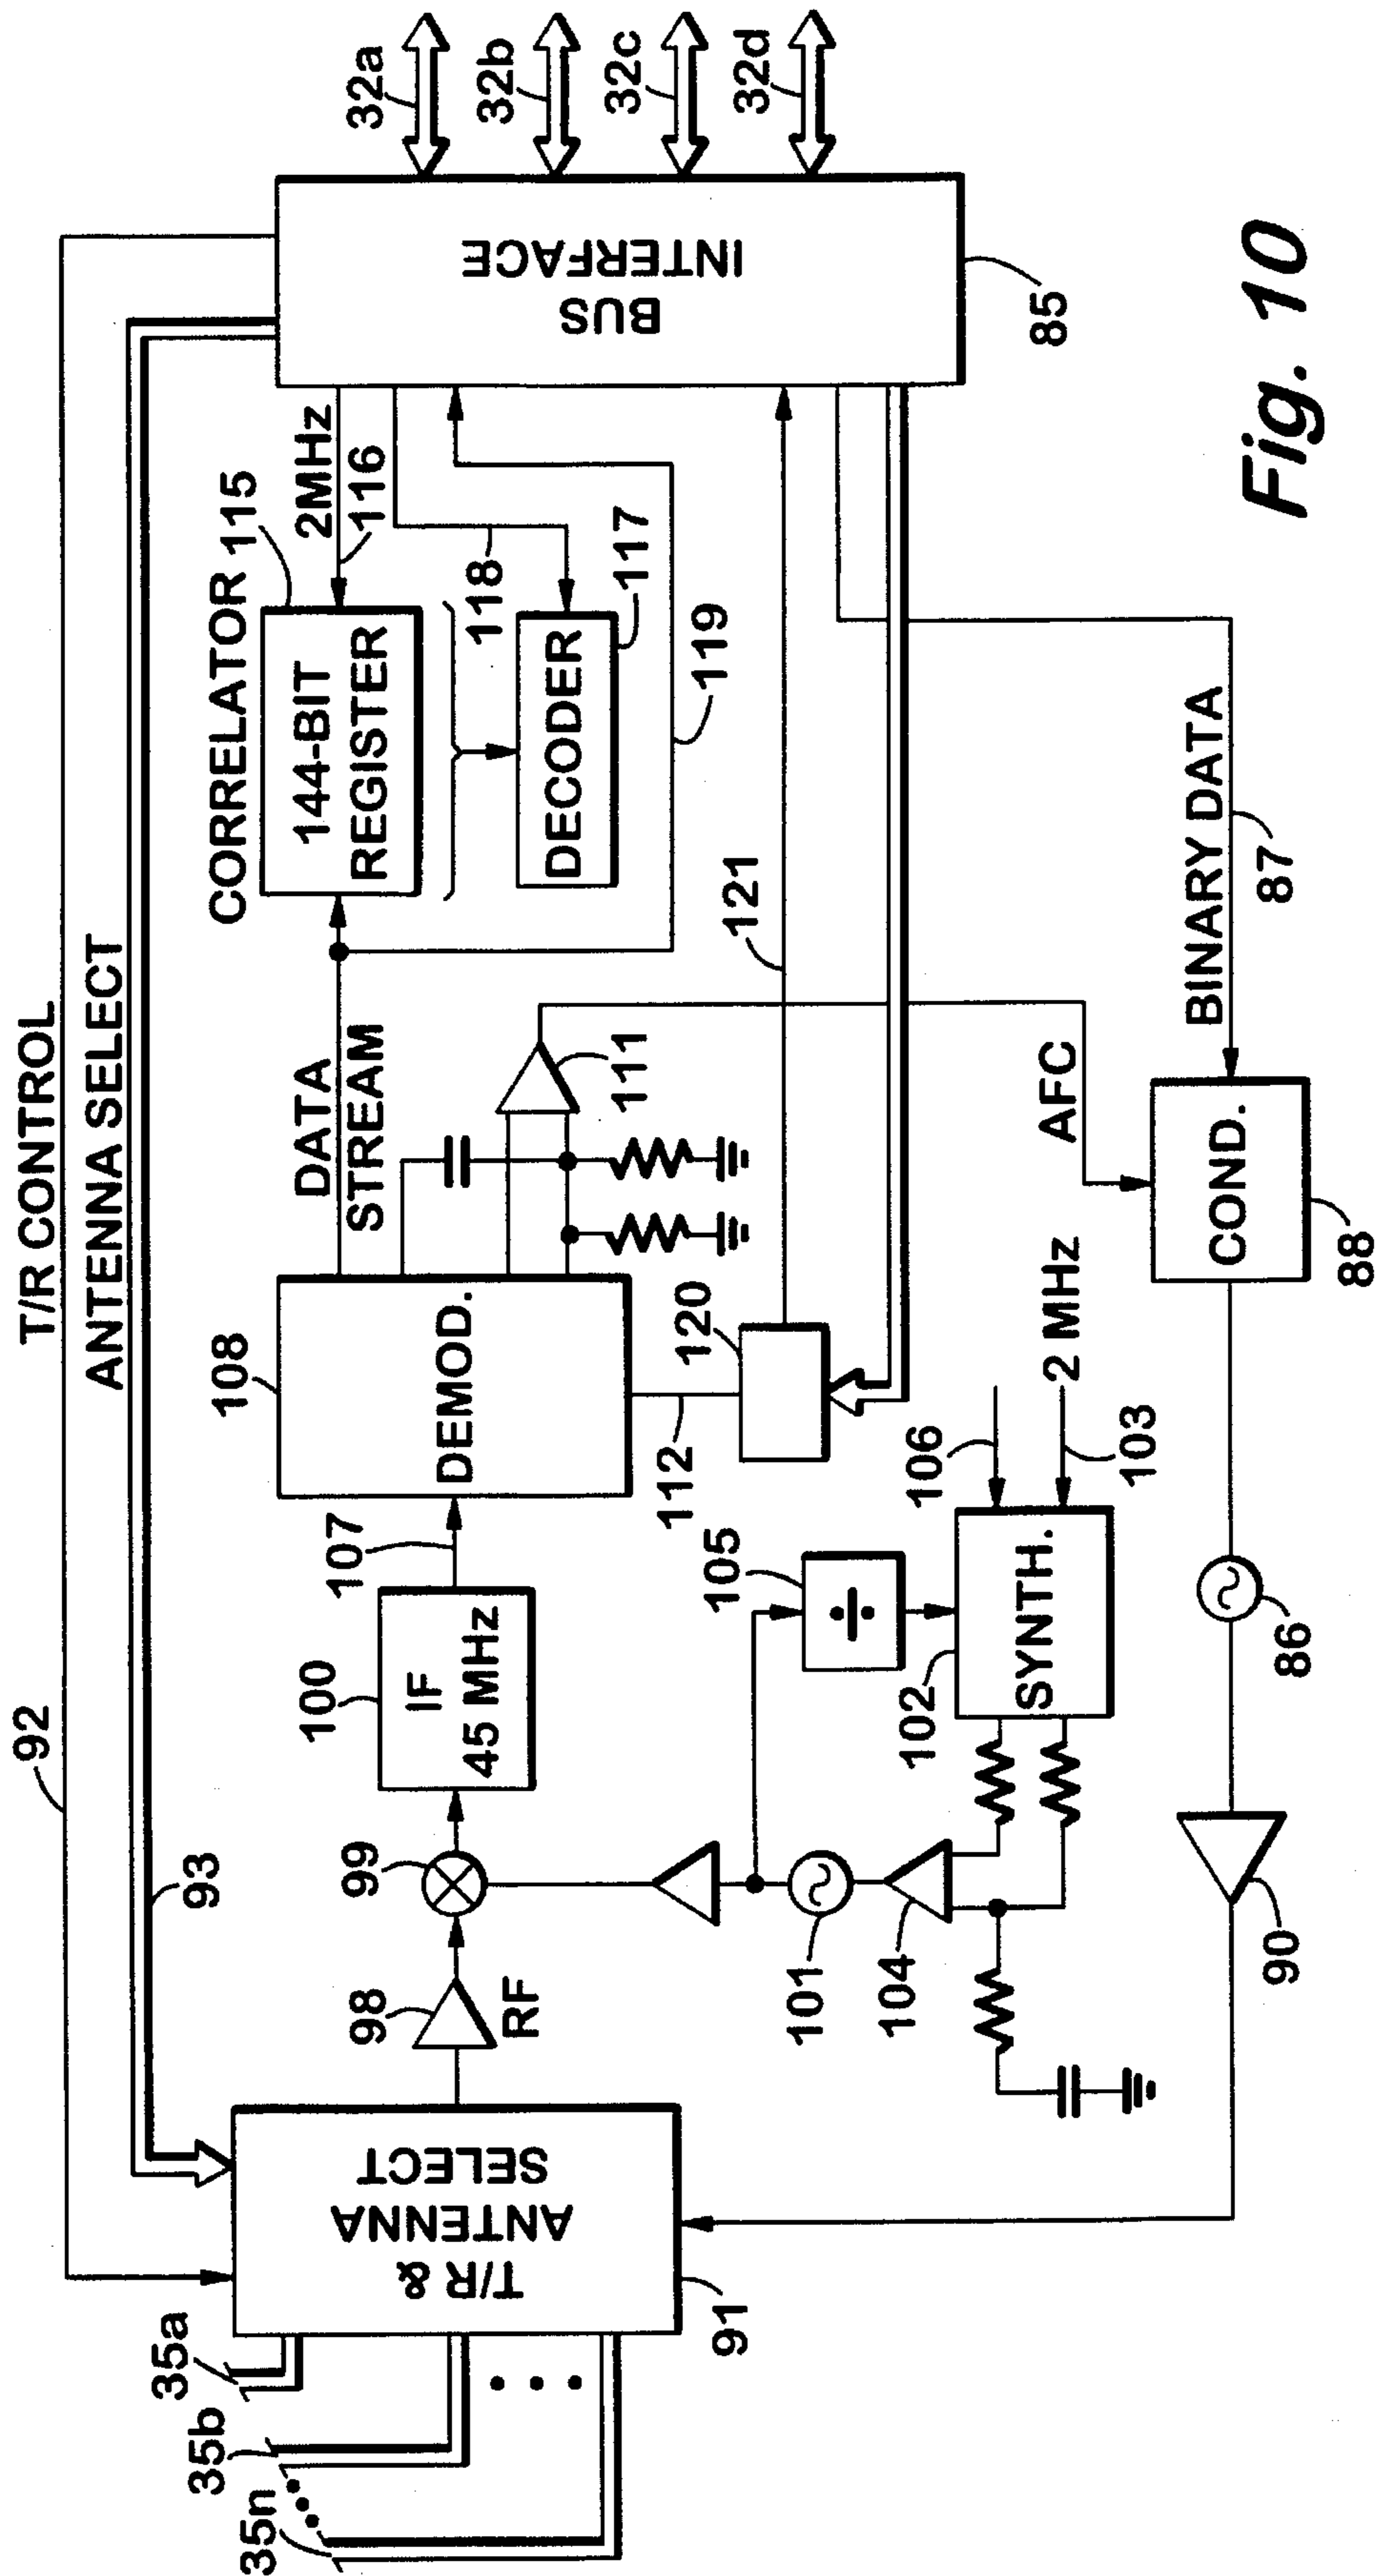 T/R CONTROL
92
ANTENNA SELECT
93
35a
35b
35n
T/R &
ANTENNA
SELECT
91
98
RF
99
100
IF
45 MHz
107
108
DEMOD.
DATA
STREAM
CORRELATOR
115
144-BIT
REGISTER
2MHz
116
118
DECODER
117
119
111
112
120
121
BUS
INTERFACE
85
32a
32b
32c
32d
101
104
102
SYNTH.
105
÷
106
2 MHz
103
AFC
COND.
88
BINARY DATA
87
86
90
Fig. 10